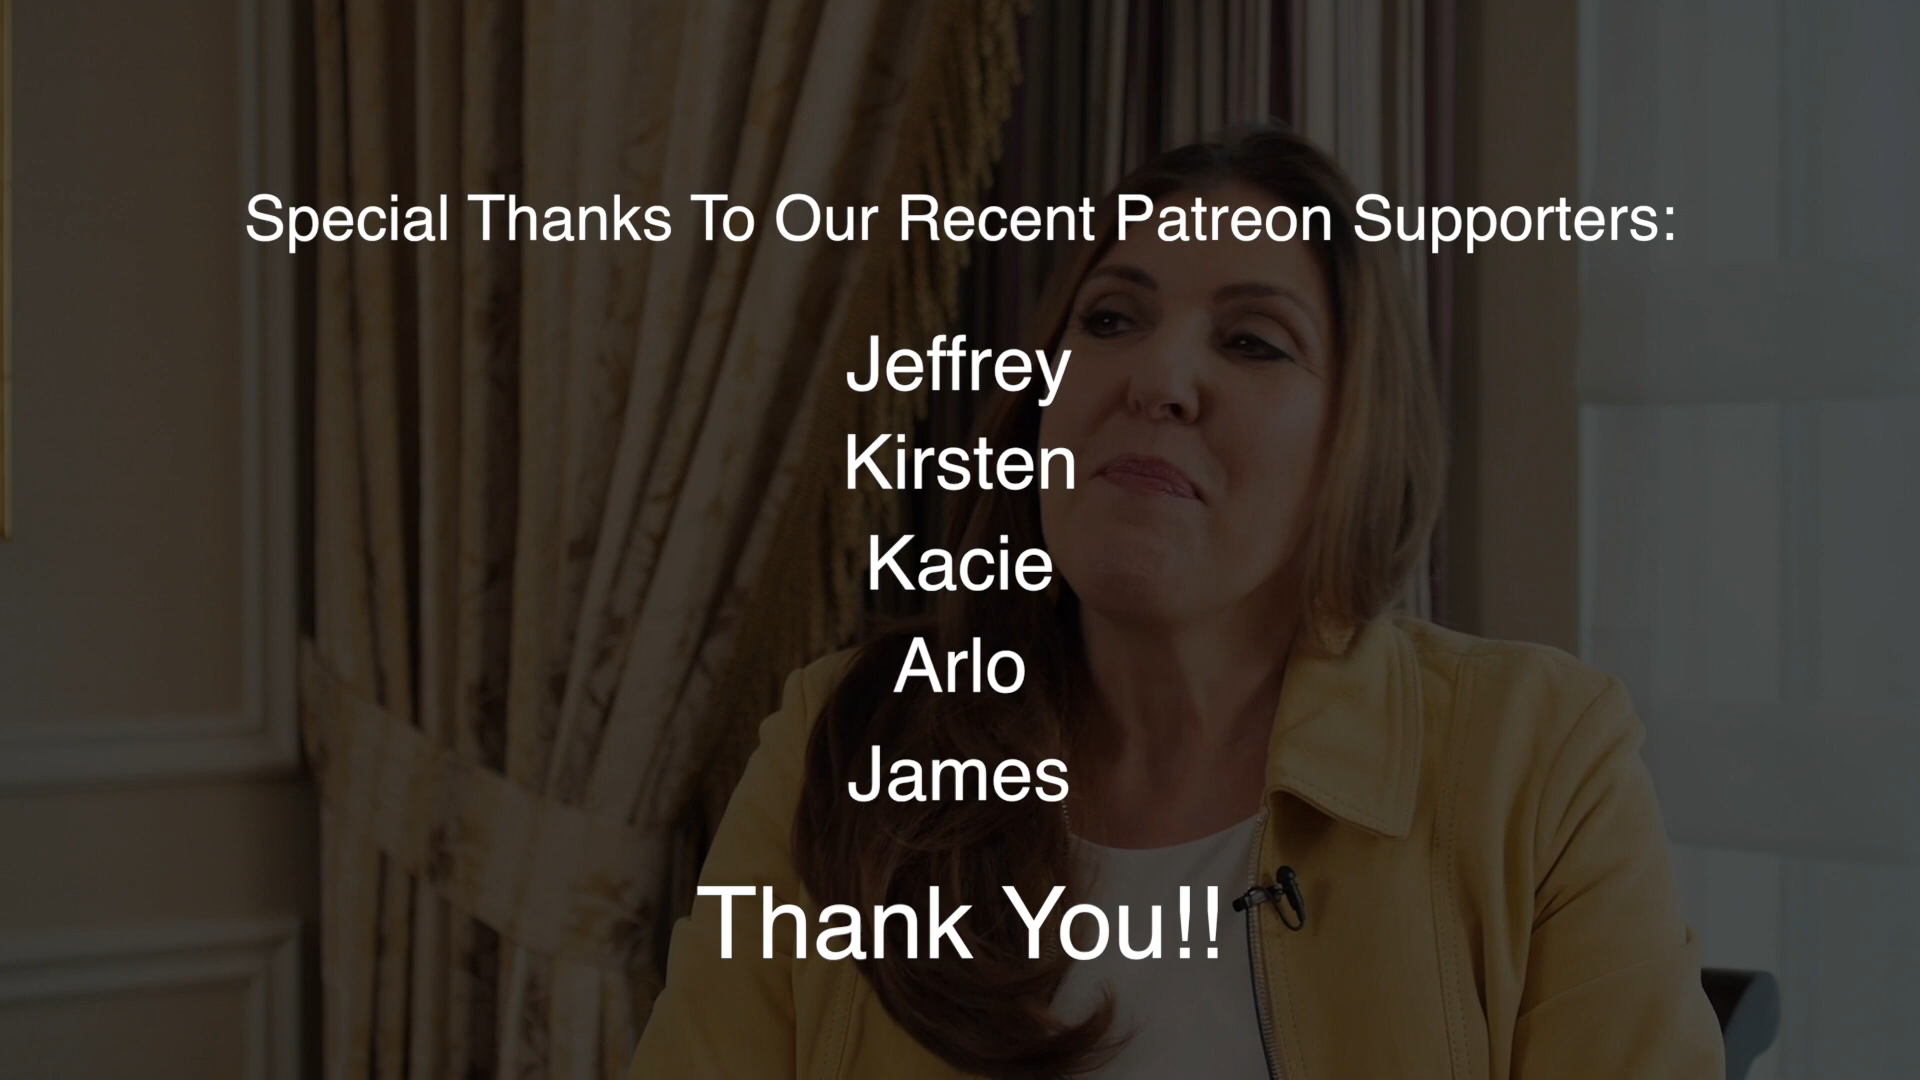 Special Thanks To Our Recent Patreon Supporters:
Jeffrey
Kirsten
Kacie
Arlo
James
Thank You!!